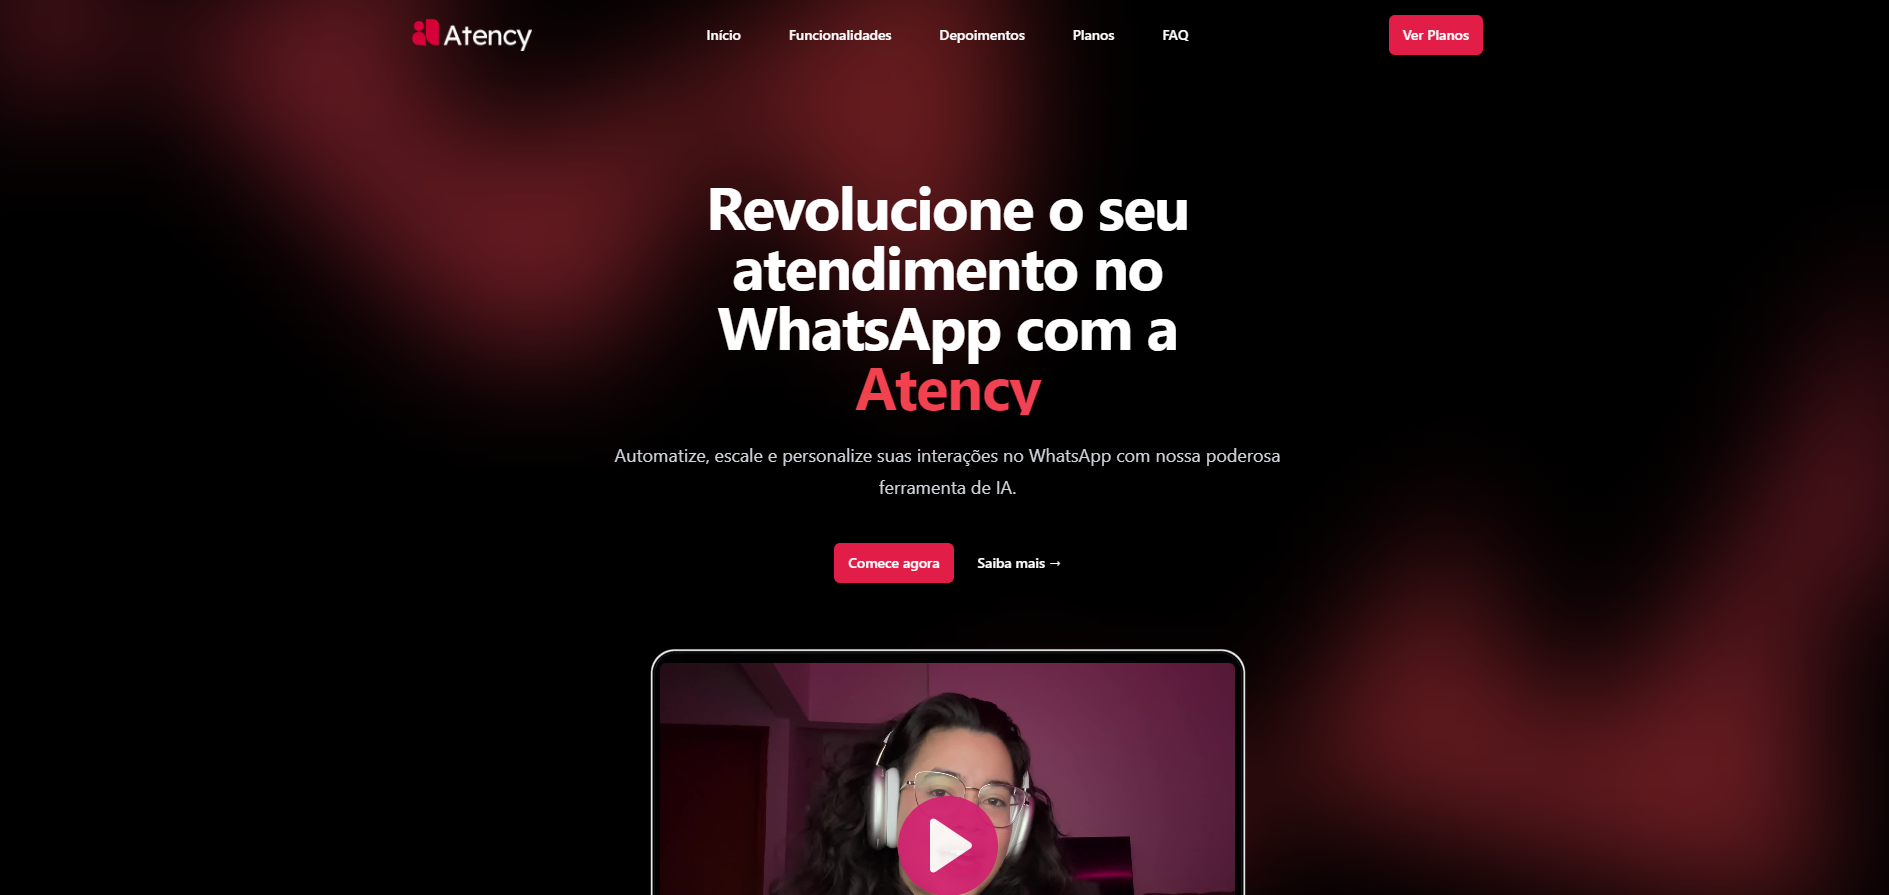 Atency
Início
Funcionalidades
Depoimentos
Planos
FAQ
Ver Planos
Revolucione o seu
atendimento no
WhatsApp com a
Atency
Automatize, escale e personalize suas interações no WhatsApp com nossa poderosa
ferramenta de IA.
Comece agora
Saiba mais →